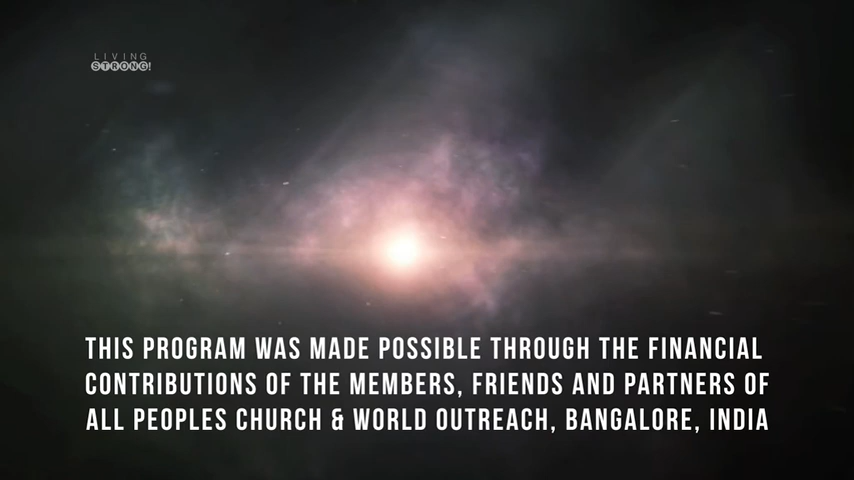 LIVING
STRONG!
THIS PROGRAM WAS MADE POSSIBLE THROUGH THE FINANCIAL
CONTRIBUTIONS OF THE MEMBERS, FRIENDS AND PARTNERS OF
ALL PEOPLES CHURCH & WORLD OUTREACH, BANGALORE, INDIA